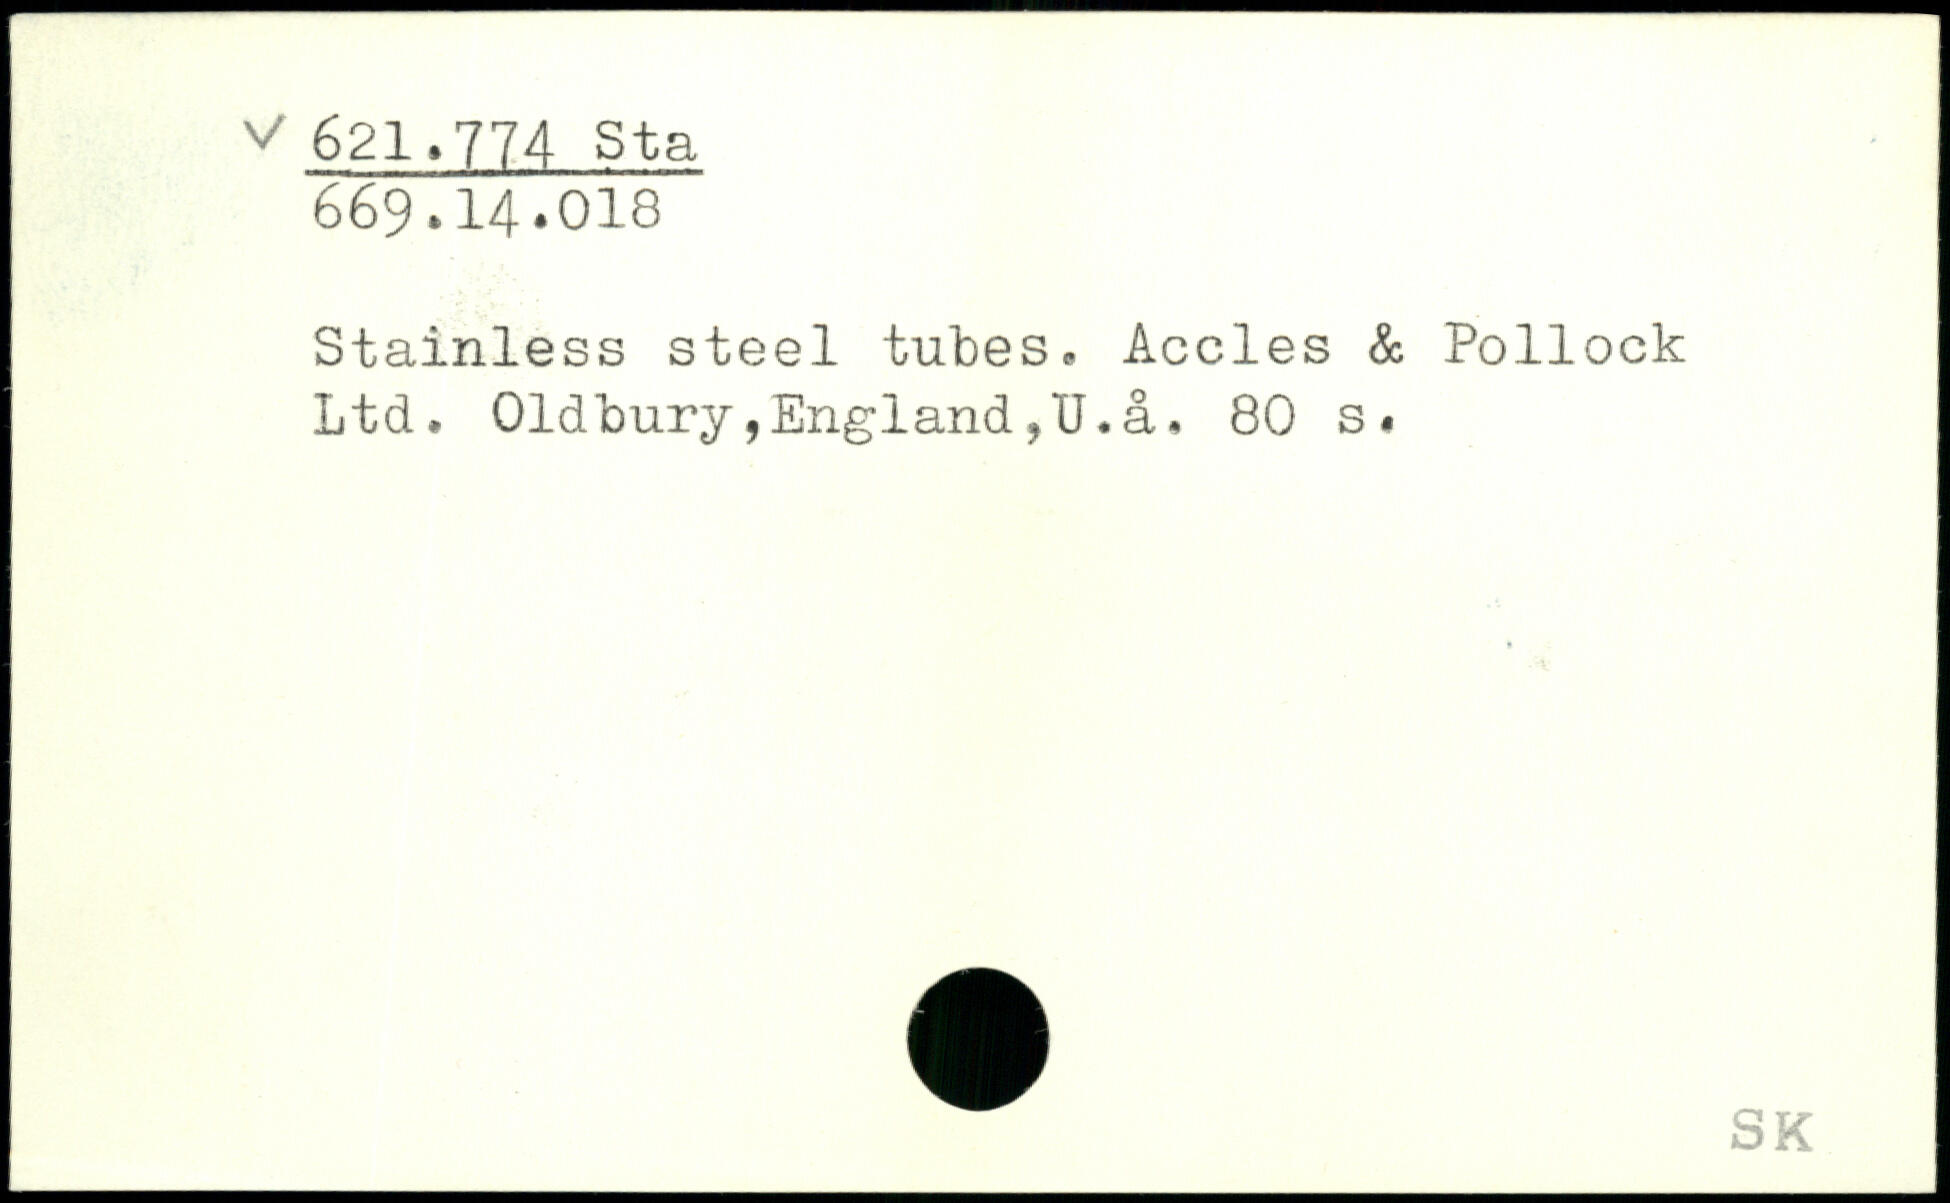 ✓ 621.774 Sta
669.14.018
Stainless steel tubes. Accles & Pollock
Ltd. Oldbury,England,U.å. 80 s.
SK